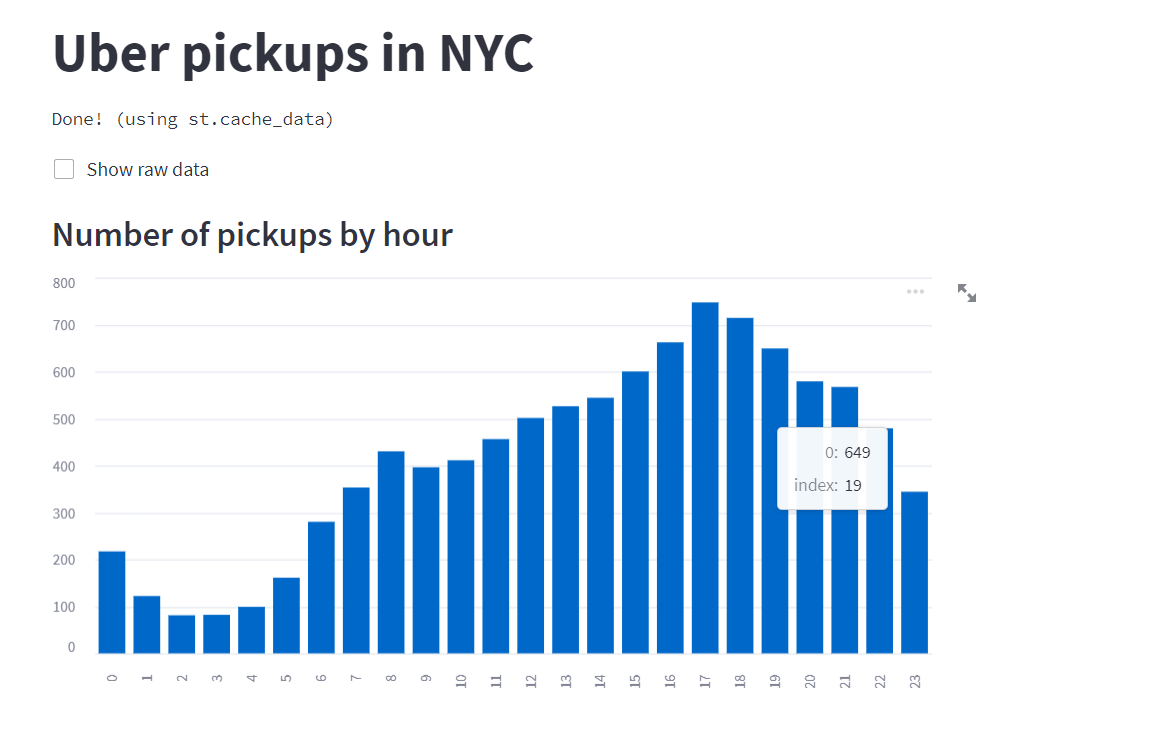 Uber pickups in NYC
Done! (using st.cache_data)
Show raw data
Number of pickups by hour
800
700
600
500
400
300
200
100
0
0: 649
index: 19
0 1 2 3 4 5 6 7 8 9 10 11 12 13 14 15 16 17 18 19 20 21 22 23